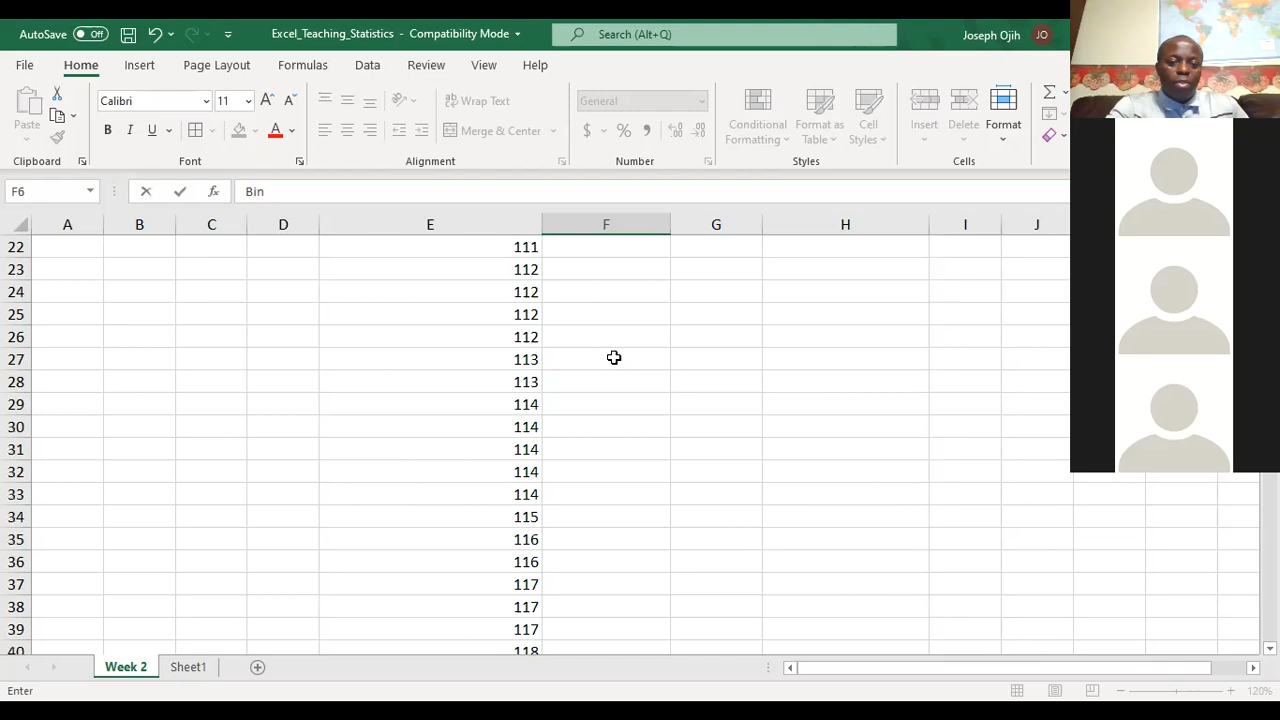 AutoSave Off Excel_Teaching_Statistics - Compatibility Mode Search (Alt+Q) Joseph Ojih JO
File Home Insert Page Layout Formulas Data Review View Help
Paste Calibri 11 A A Wrap Text General Conditional Formatting Format as Table Cell Styles Insert Delete Format
B I U A Merge & Center $ % ,
Clipboard Font Alignment Number Styles Cells
F6 fx Bin
A B C D E F G H I J
22 111
23 112
24 112
25 112
26 112
27 113
28 113
29 114
30 114
31 114
32 114
33 114
34 115
35 116
36 116
37 117
38 117
39 117
40 118
Week 2 Sheet1
Enter 120%